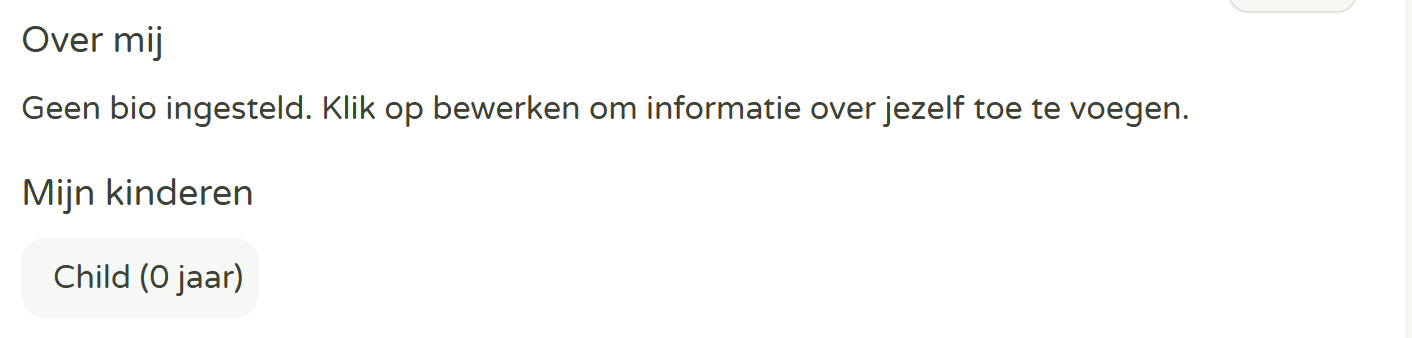 Over mij
Geen bio ingesteld. Klik op bewerken om informatie over jezelf toe te voegen.
Mijn kinderen
Child (0 jaar)